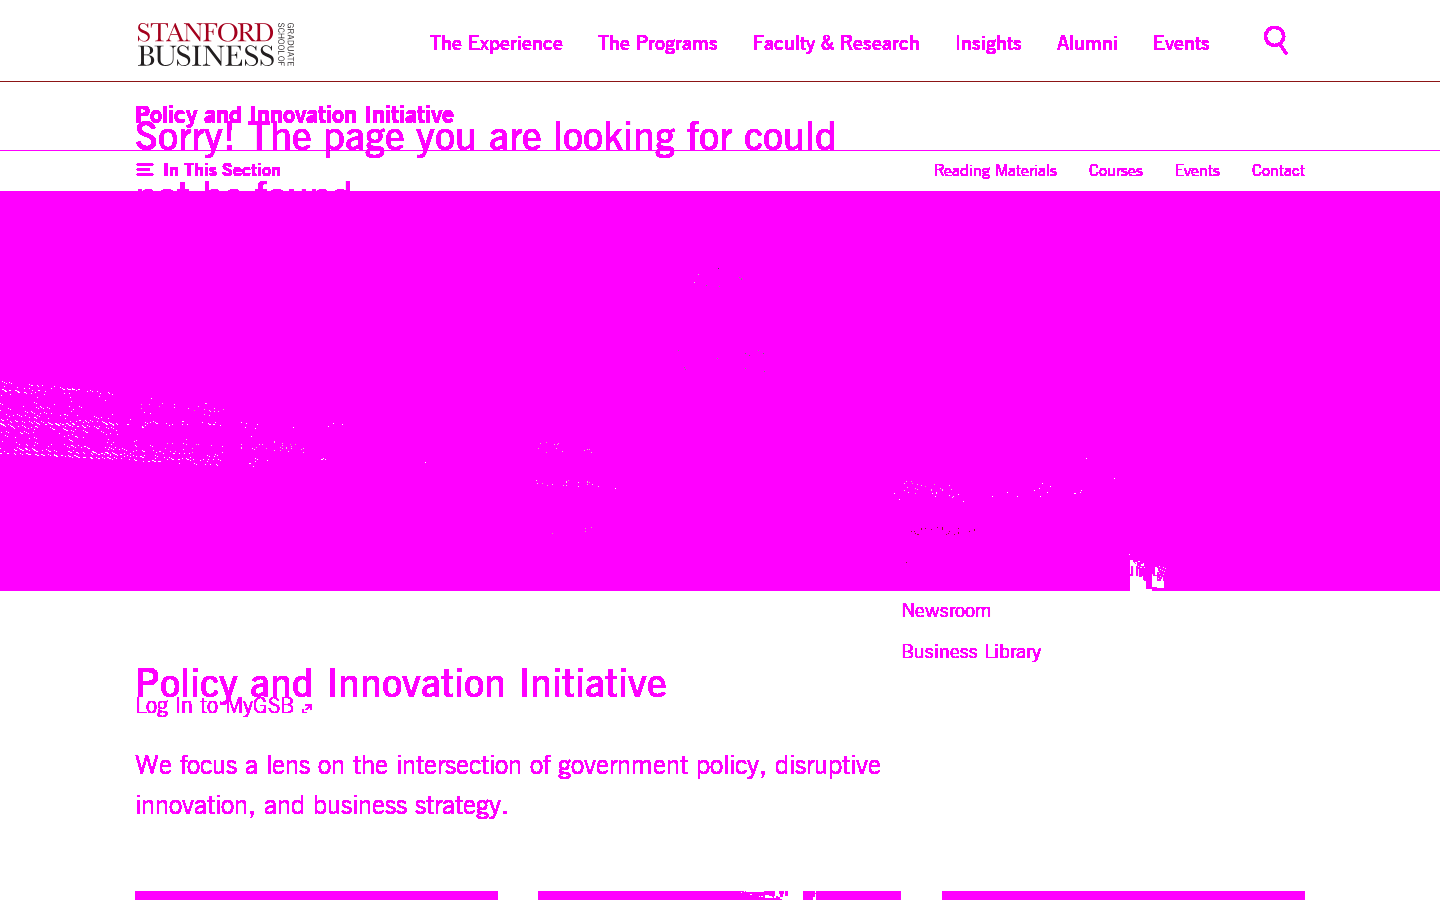 STANFORD
BUSINESS
GRADUATE
SCHOOL OF
The Experience
The Programs
Faculty & Research
Insights
Alumni
Events
Policy and Innovation Initiative
Sorry! The page you are looking for could
not be found
In This Section
Reading Materials
Courses
Events
Contact
Newsroom
Business Library
Policy and Innovation Initiative
Log In to MyGSB
We focus a lens on the intersection of government policy, disruptive
innovation, and business strategy.